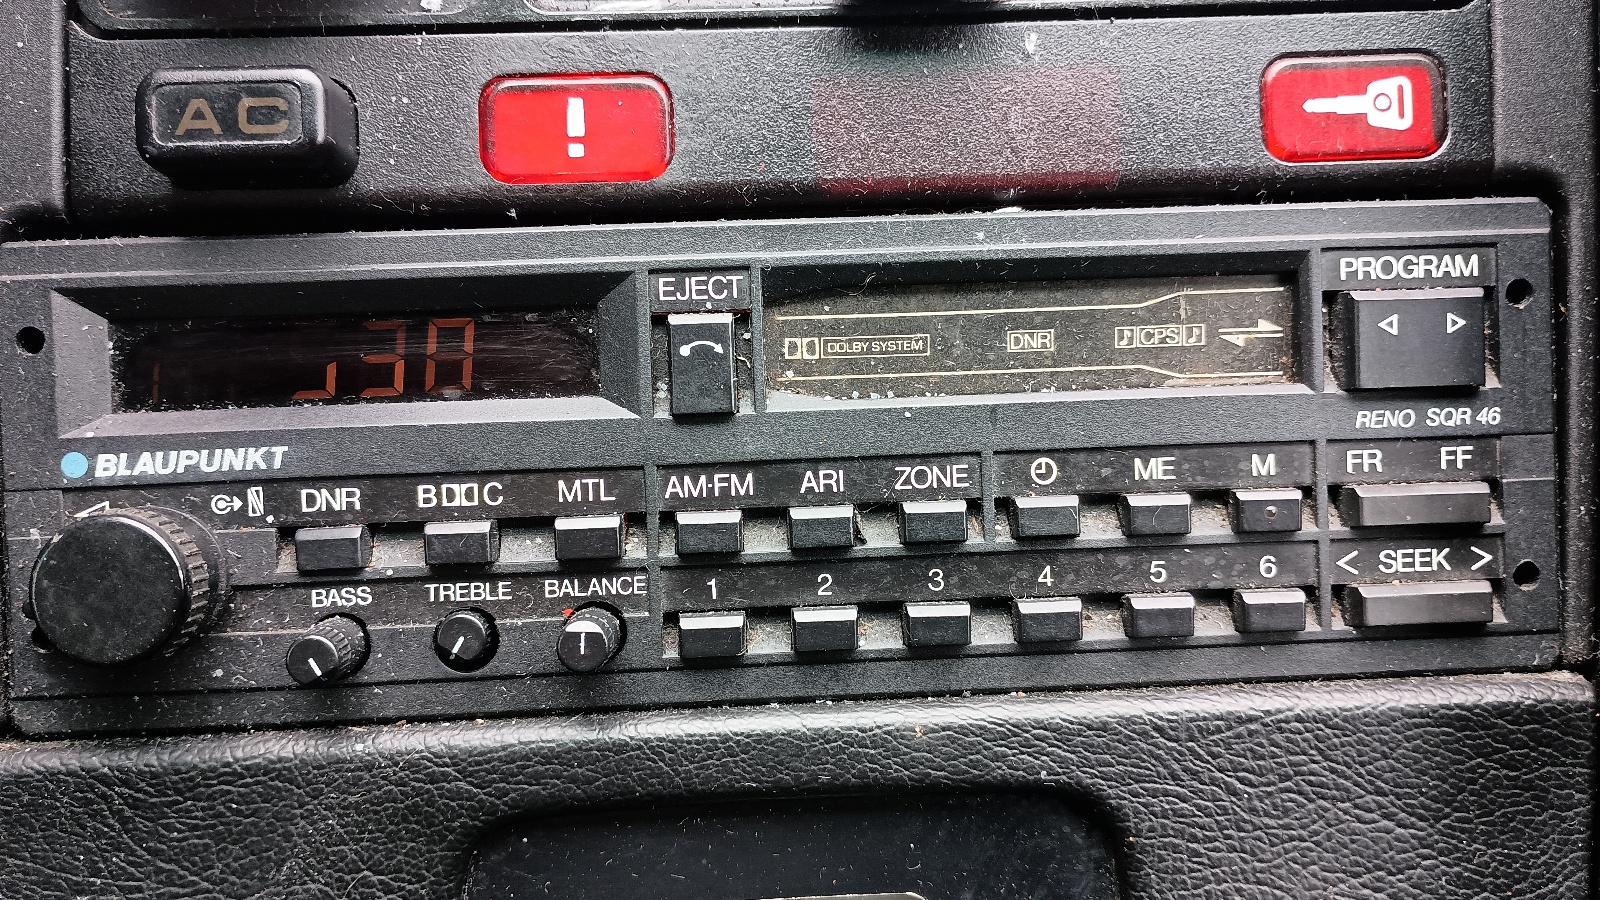 AC
!
EJECT
DOLBY SYSTEM
DNR
CPS
PROGRAM
RENO SQR 46
BLAUPUNKT
DNR
B C
MTL
AM·FM
ARI
ZONE
ME
M
FR
FF
BASS
TREBLE
BALANCE
1
2
3
4
5
6
< SEEK >